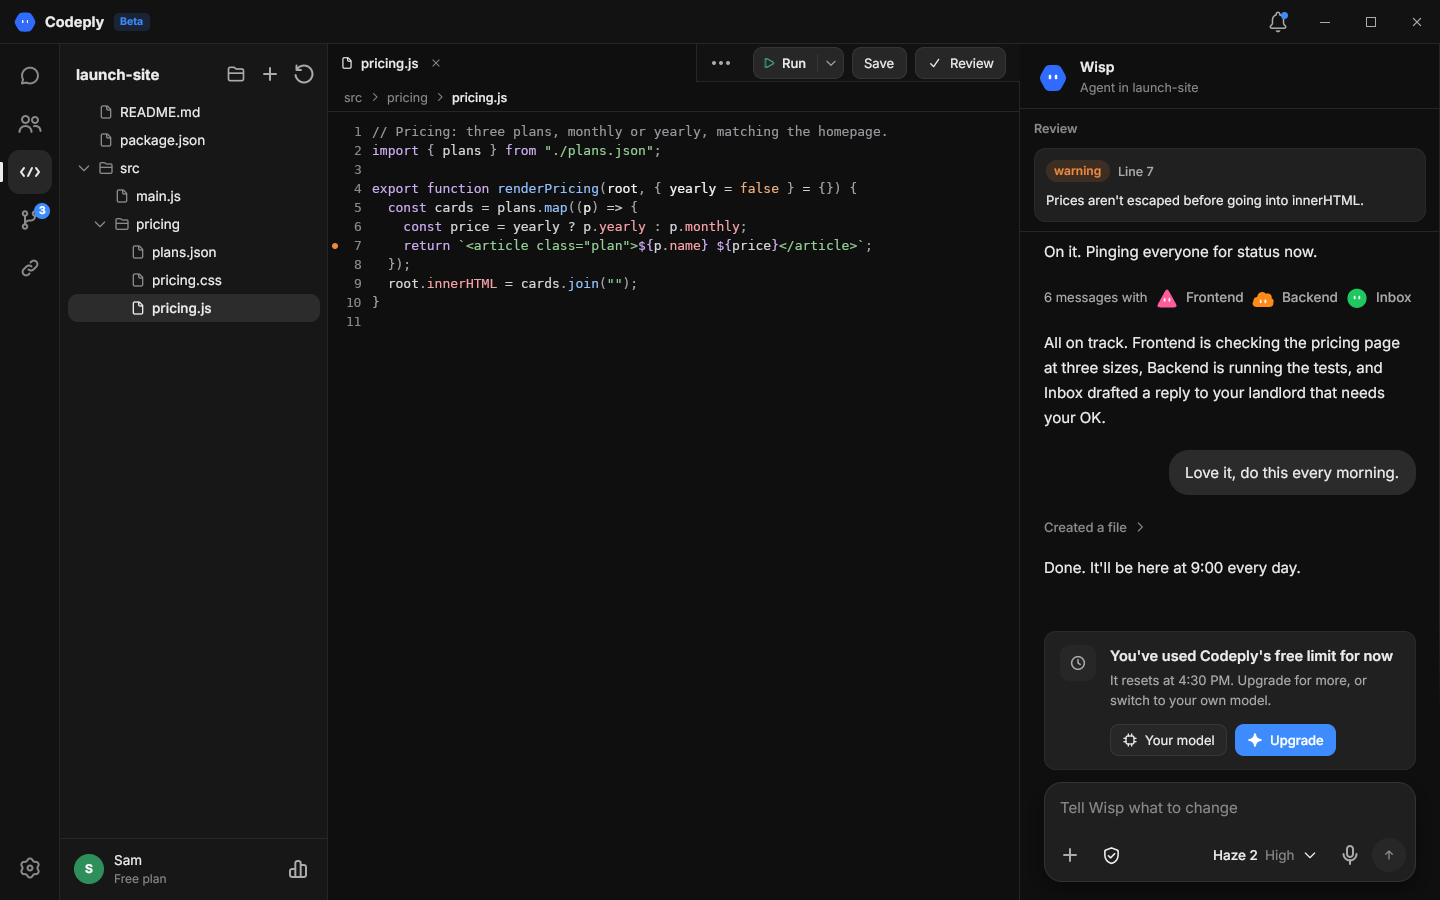 Codeply Beta
launch-site
README.md
package.json
src
main.js
pricing
plans.json
pricing.css
pricing.js
3
S
Sam
Free plan
pricing.js
Run
Save
Review
src > pricing > pricing.js
1 // Pricing: three plans, monthly or yearly, matching the homepage.
2 import { plans } from "./plans.json";
3
4 export function renderPricing(root, { yearly = false } = {}) {
5 const cards = plans.map((p) => {
6 const price = yearly ? p.yearly : p.monthly;
7 return `<article class="plan">${p.name} ${price}</article>`;
8 });
9 root.innerHTML = cards.join("");
10 }
11
Wisp
Agent in launch-site
Review
warning Line 7
Prices aren't escaped before going into innerHTML.
On it. Pinging everyone for status now.
6 messages with Frontend Backend Inbox
All on track. Frontend is checking the pricing page
at three sizes, Backend is running the tests, and
Inbox drafted a reply to your landlord that needs
your OK.
Love it, do this every morning.
Created a file
Done. It'll be here at 9:00 every day.
You've used Codeply's free limit for now
It resets at 4:30 PM. Upgrade for more, or
switch to your own model.
Your model
Upgrade
Tell Wisp what to change
Haze 2 High